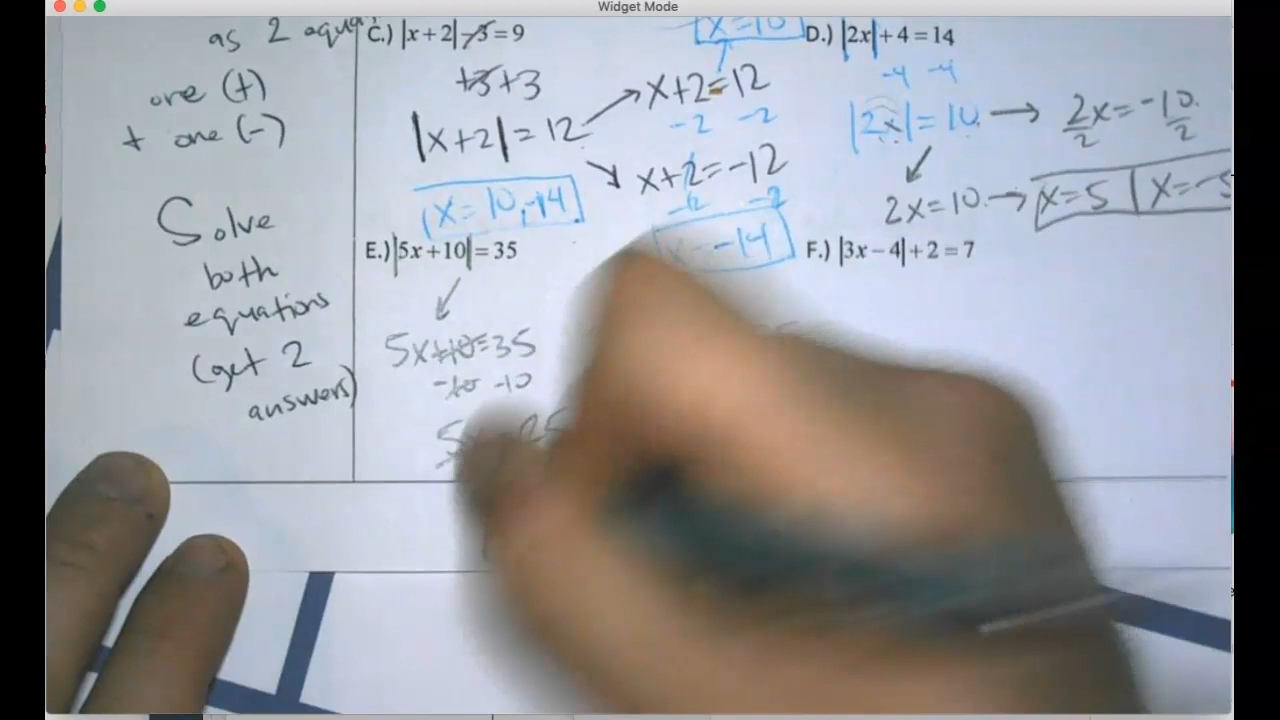 Widget Mode
as 2 equa
one (+)
+ one (-)
Solve
both
equations
(get 2
answers)
C.) |x + 2| - 3 = 9
+3 +3
|x+2| = 12
x+2=12
-2 -2
x=10
x+2=-12
-2
x= 10, -14
-14
D.) |2x| + 4 = 14
-4 -4
|2x| = 10
2x = -10
2 2
2x=10
x=5
x=-5
E.) |5x + 10| = 35
5x+10=35
-10 -10
F.) |3x - 4| + 2 = 7